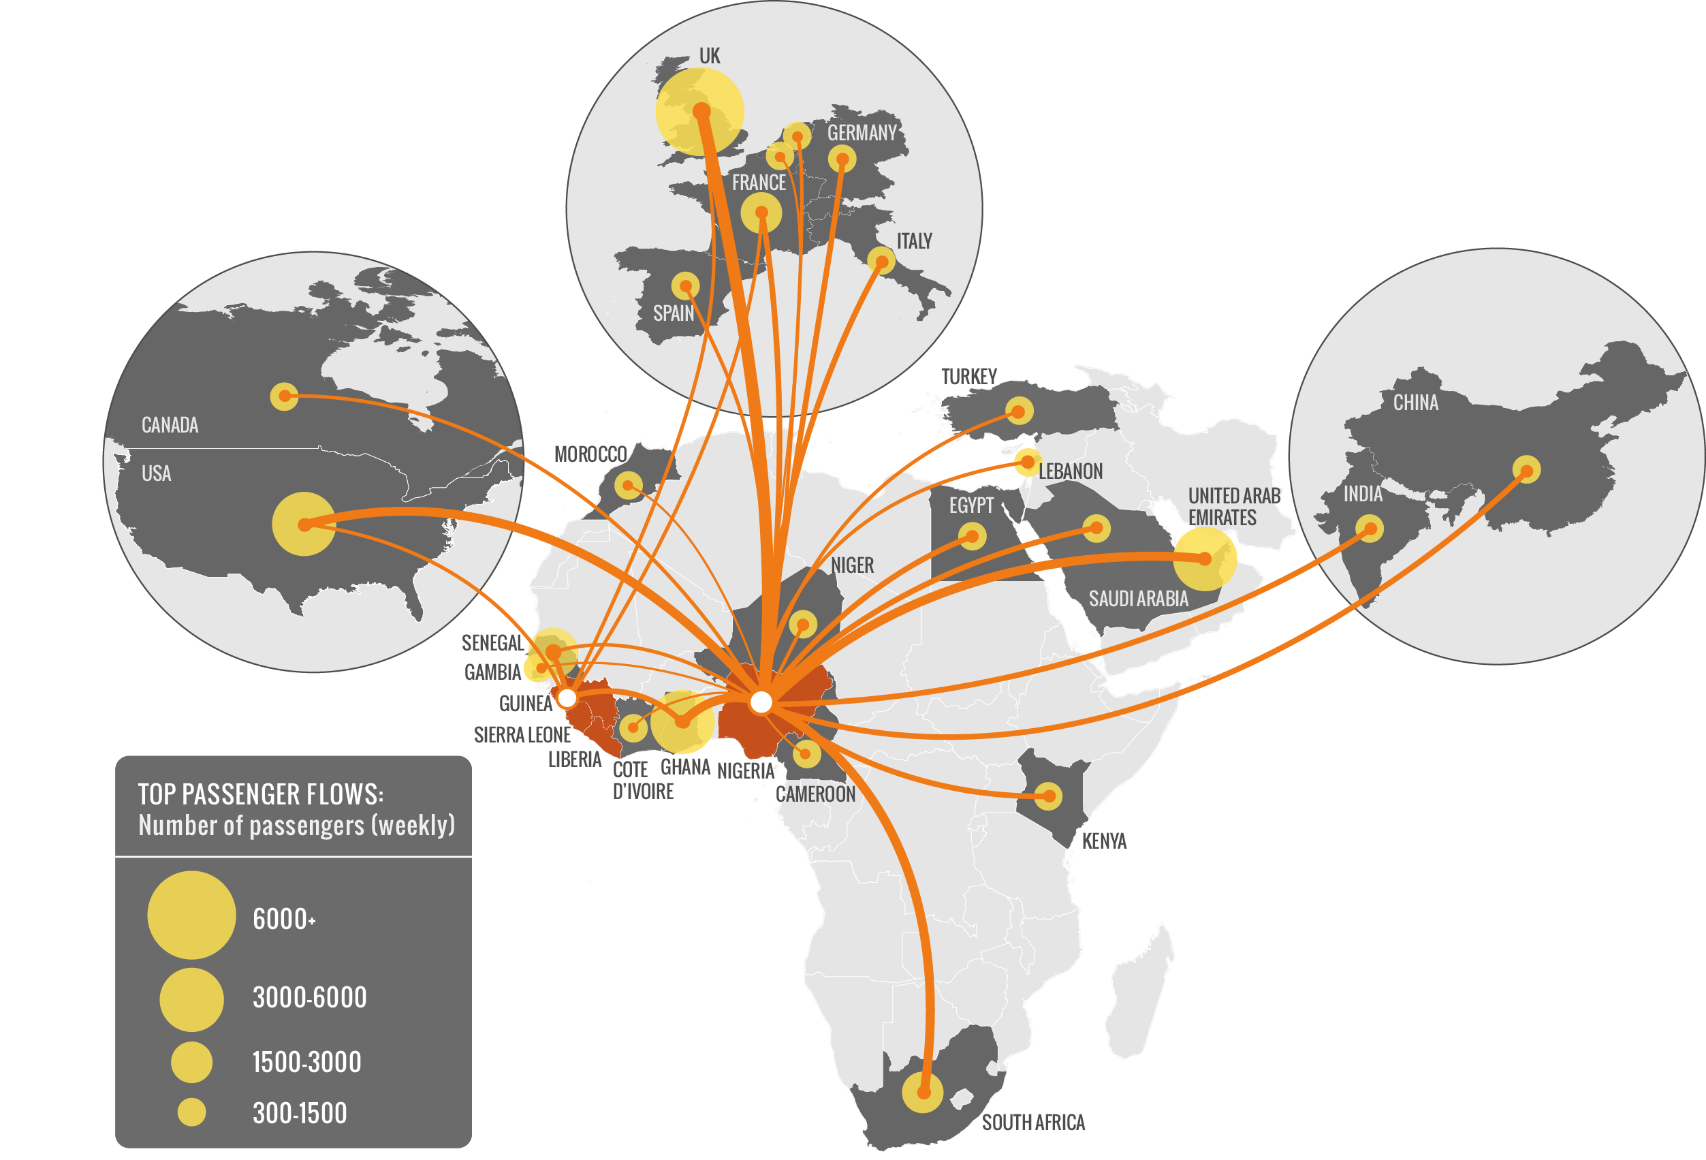 UK
GERMANY
FRANCE
ITALY
SPAIN
CANADA
USA
MOROCCO
TURKEY
LEBANON
EGYPT
UNITED ARAB
EMIRATES
SAUDI ARABIA
CHINA
INDIA
NIGER
SENEGAL
GAMBIA
GUINEA
SIERRA LEONE
LIBERIA
COTE
D'IVOIRE
GHANA
NIGERIA
CAMEROON
KENYA
SOUTH AFRICA
TOP PASSENGER FLOWS:
Number of passengers (weekly)
6000+
3000-6000
1500-3000
300-1500